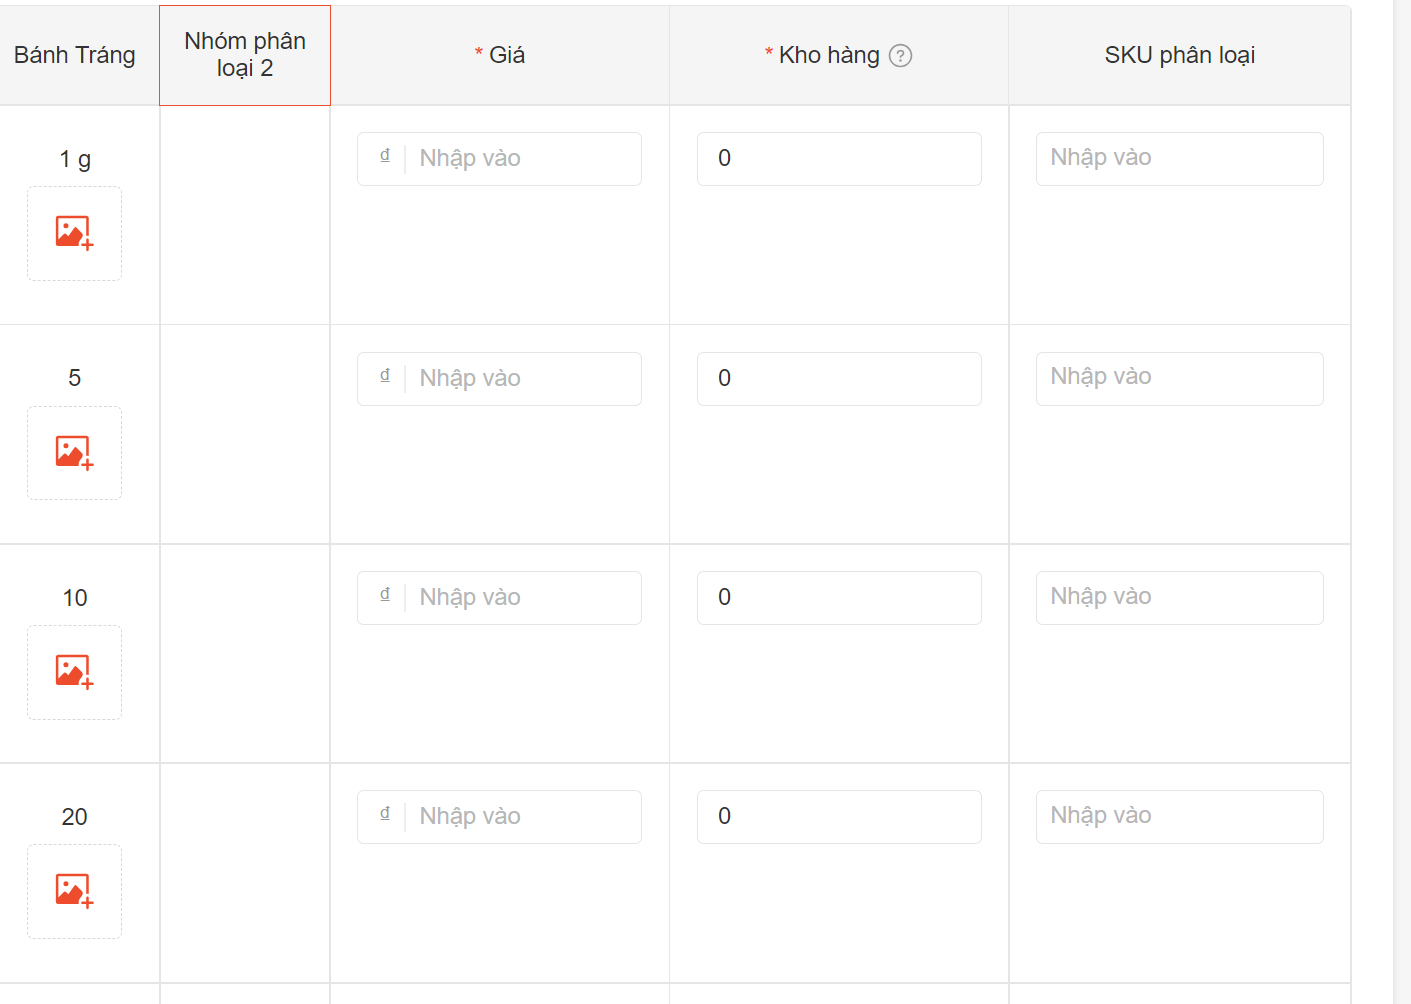 Bánh Tráng
Nhóm phân
loại 2
* Giá
* Kho hàng ?
SKU phân loại
1 g
₫ Nhập vào
0
Nhập vào
5
₫ Nhập vào
0
Nhập vào
10
₫ Nhập vào
0
Nhập vào
20
₫ Nhập vào
0
Nhập vào